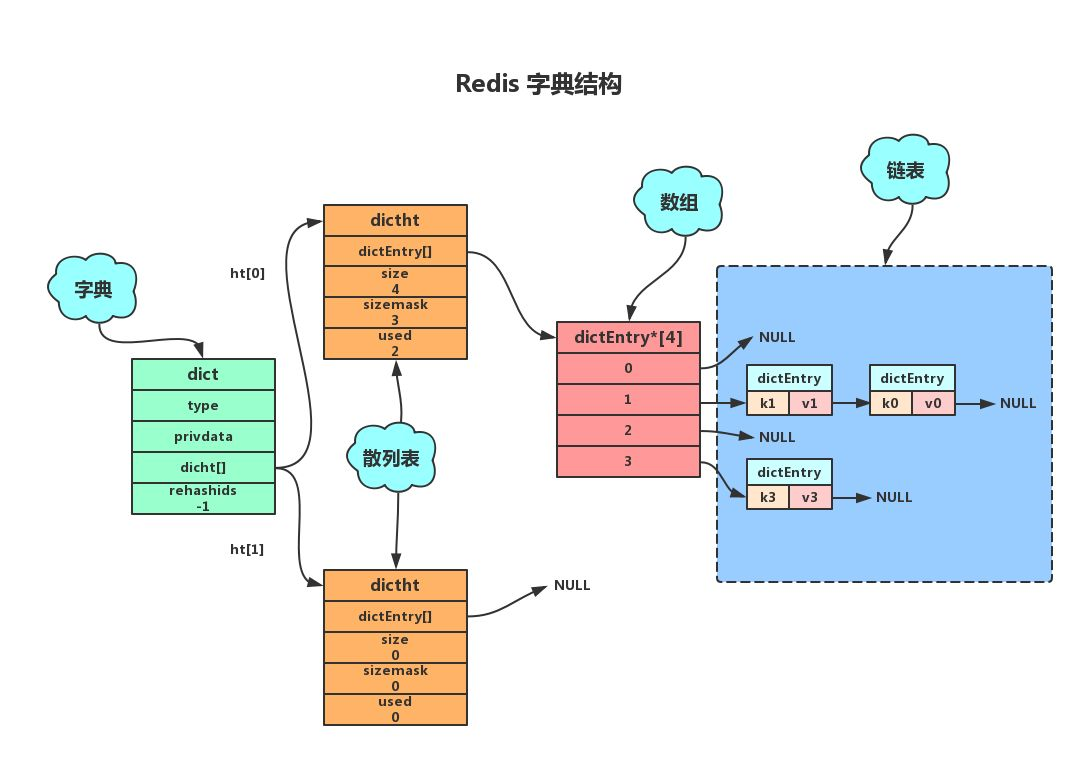 Redis 字典结构
字典
dict
type
privdata
dicht[]
rehashids
-1
ht[0]
ht[1]
dictht
dictEntry[]
size
4
sizemask
3
used
2
散列表
dictht
dictEntry[]
size
0
sizemask
0
used
0
NULL
数组
dictEntry*[4]
0
1
2
3
链表
NULL
dictEntry
k1 v1
dictEntry
k0 v0
NULL
NULL
dictEntry
k3 v3
NULL